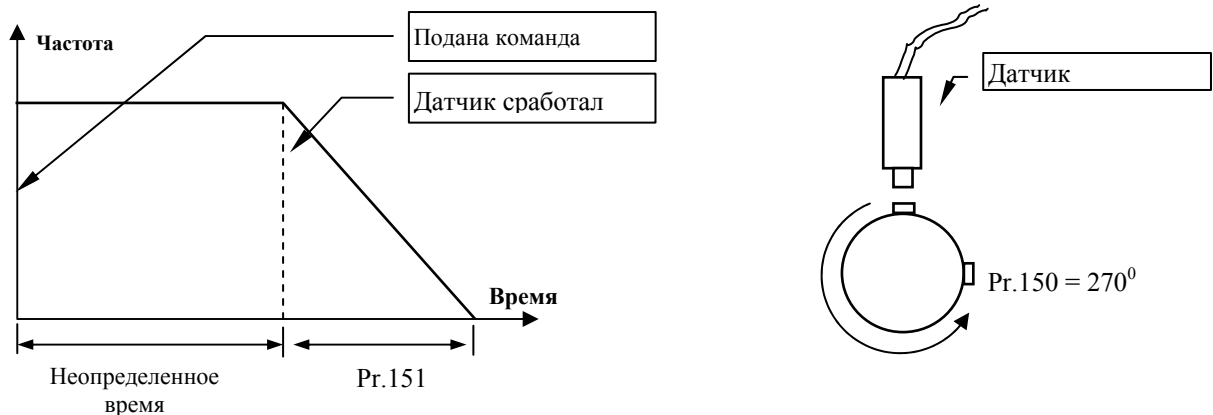 Частота
Подана команда
Датчик сработал
Время
Неопределенное
время
Pr.151
Датчик
Pr.150 = 270⁰